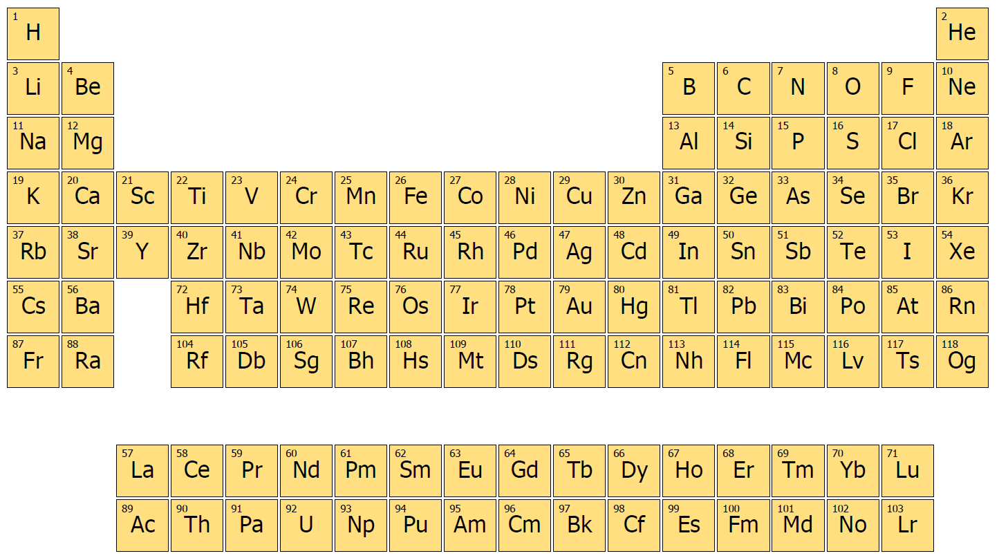 1 2
H He
3 4 5 6 7 8 9 10
Li Be B C N O F Ne
11 12 13 14 15 16 17 18
Na Mg Al Si P S Cl Ar
19 20 21 22 23 24 25 26 27 28 29 30 31 32 33 34 35 36
K Ca Sc Ti V Cr Mn Fe Co Ni Cu Zn Ga Ge As Se Br Kr
37 38 39 40 41 42 43 44 45 46 47 48 49 50 51 52 53 54
Rb Sr Y Zr Nb Mo Tc Ru Rh Pd Ag Cd In Sn Sb Te I Xe
55 56 72 73 74 75 76 77 78 79 80 81 82 83 84 85 86
Cs Ba Hf Ta W Re Os Ir Pt Au Hg Tl Pb Bi Po At Rn
87 88 104 105 106 107 108 109 110 111 112 113 114 115 116 117 118
Fr Ra Rf Db Sg Bh Hs Mt Ds Rg Cn Nh Fl Mc Lv Ts Og
57 58 59 60 61 62 63 64 65 66 67 68 69 70 71
La Ce Pr Nd Pm Sm Eu Gd Tb Dy Ho Er Tm Yb Lu
89 90 91 92 93 94 95 96 97 98 99 100 101 102 103
Ac Th Pa U Np Pu Am Cm Bk Cf Es Fm Md No Lr